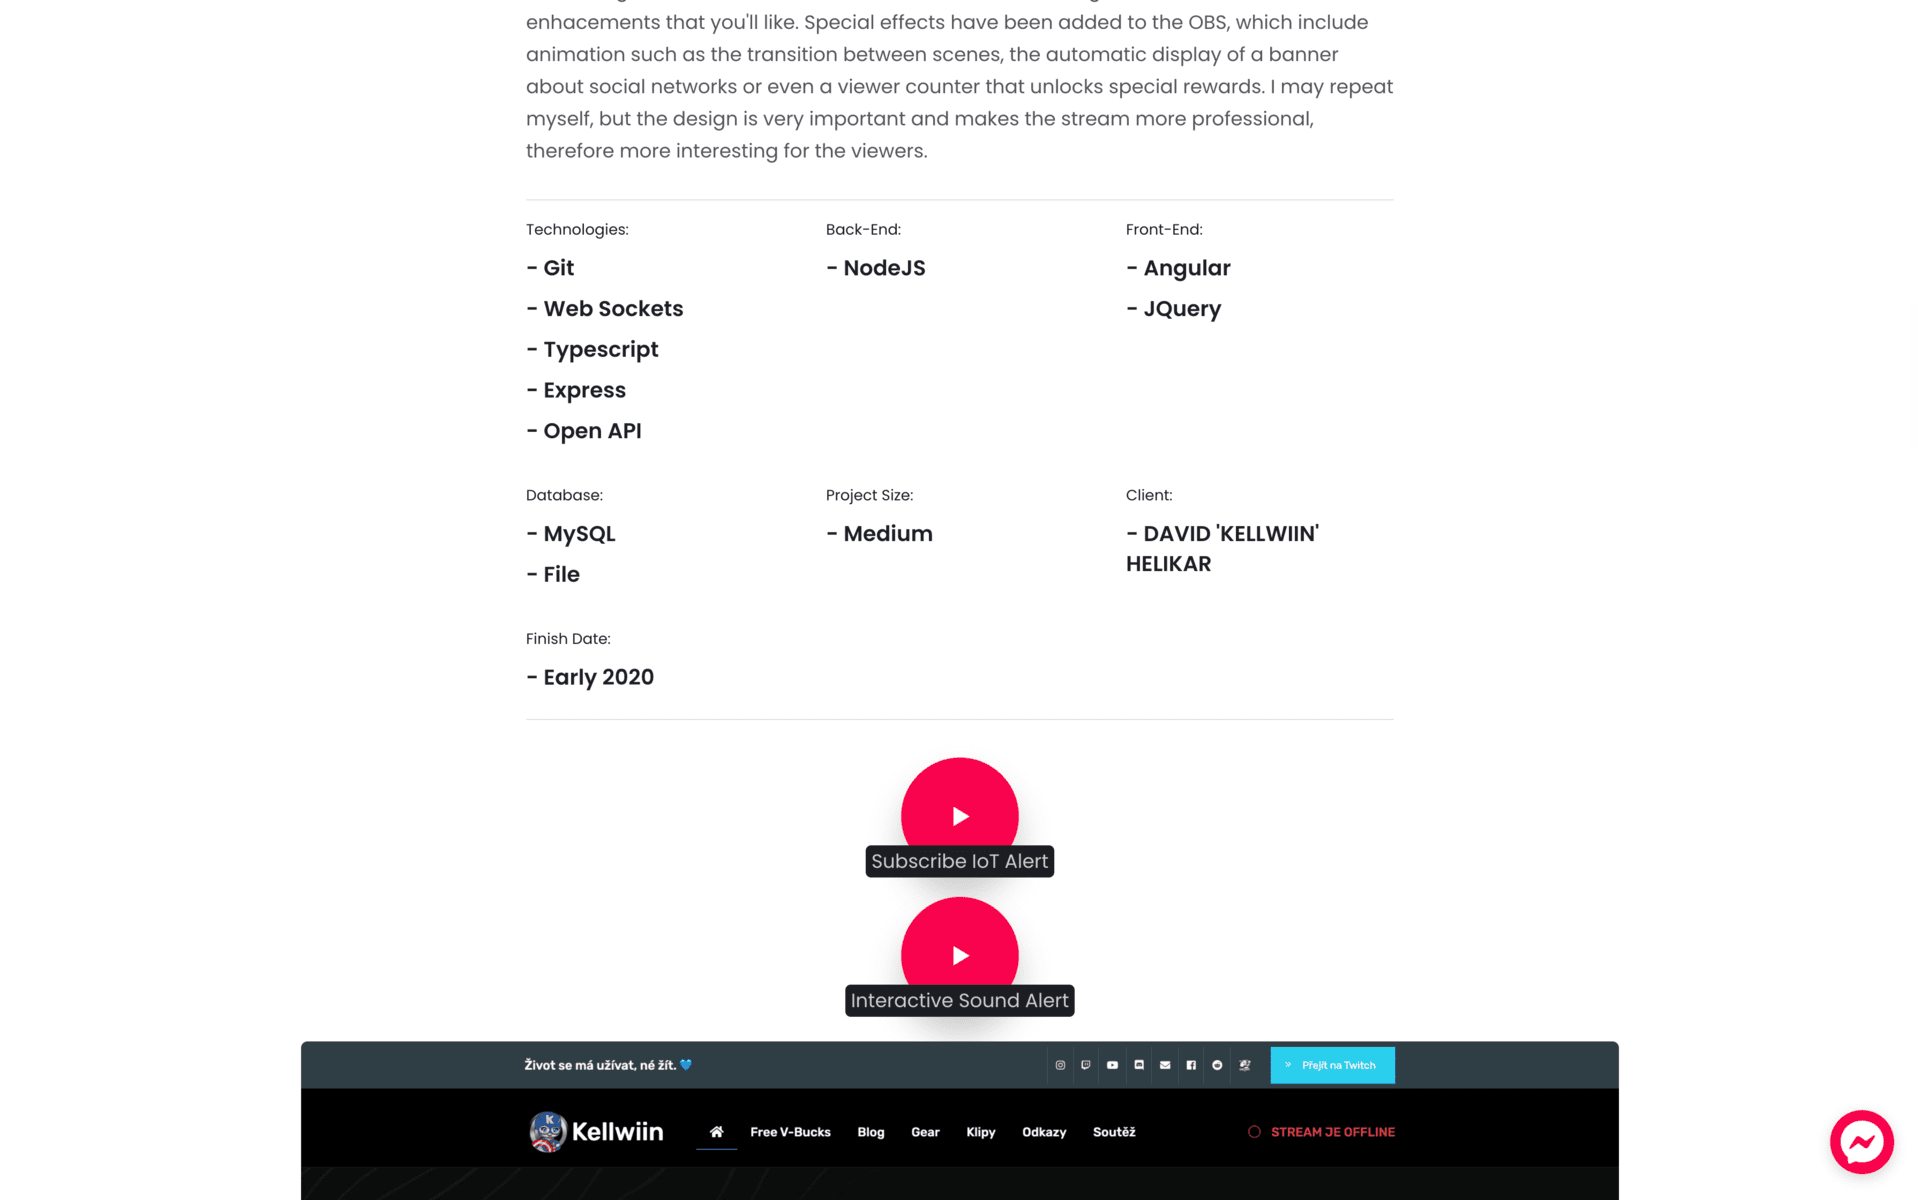 enhacements that you'll like. Special effects have been added to the OBS, which include
animation such as the transition between scenes, the automatic display of a banner
about social networks or even a viewer counter that unlocks special rewards. I may repeat
myself, but the design is very important and makes the stream more professional,
therefore more interesting for the viewers.
Technologies:
- Git
- Web Sockets
- Typescript
- Express
- Open API
Back-End:
- NodeJS
Front-End:
- Angular
- JQuery
Database:
- MySQL
- File
Project Size:
- Medium
Client:
- DAVID 'KELLWIIN'
HELIKAR
Finish Date:
- Early 2020
Subscribe IoT Alert
Interactive Sound Alert
Život se má užívat, né žít. 💙
Přejít na Twitch
Kellwiin
Free V-Bucks
Blog
Gear
Klipy
Odkazy
Soutěž
STREAM JE OFFLINE